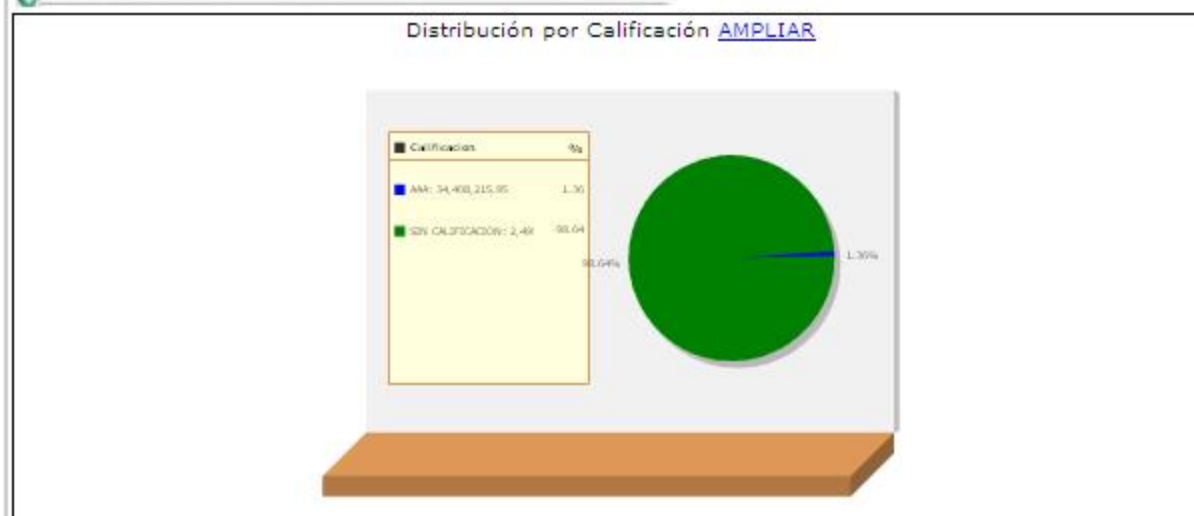 Distribución por Calificación AMPLIAR
Calificacion %
AAA: 34,408,215.95 1.36
SIN CALIFICACION: 2,49 98.64
98.64%
1.36%